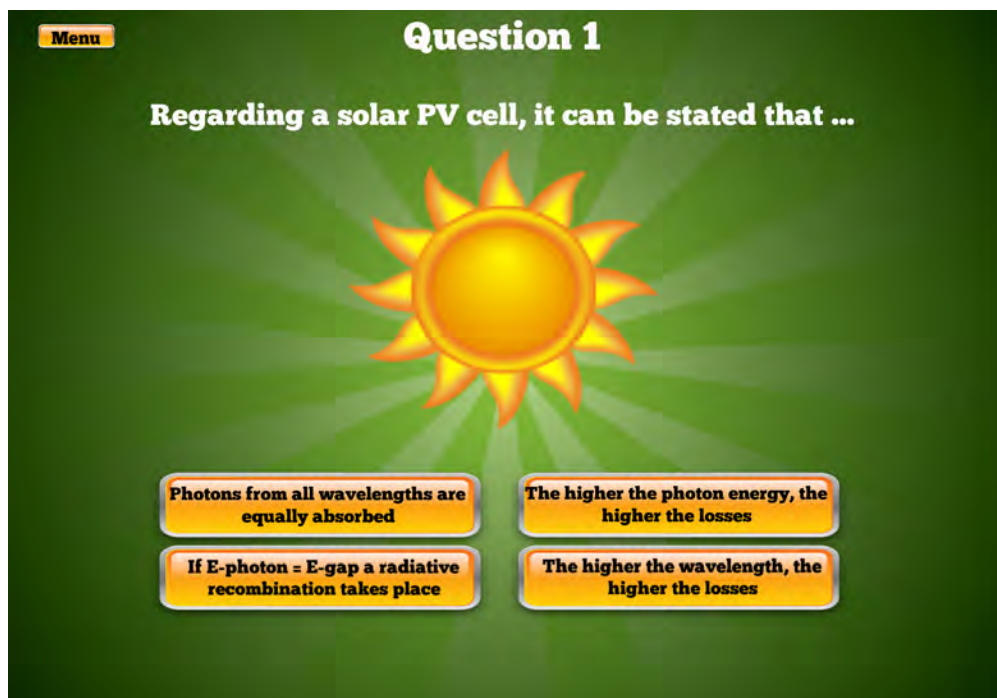 Menu
Question 1
Regarding a solar PV cell, it can be stated that ...
Photons from all wavelengths are
equally absorbed
The higher the photon energy, the
higher the losses
If E-photon = E-gap a radiative
recombination takes place
The higher the wavelength, the
higher the losses